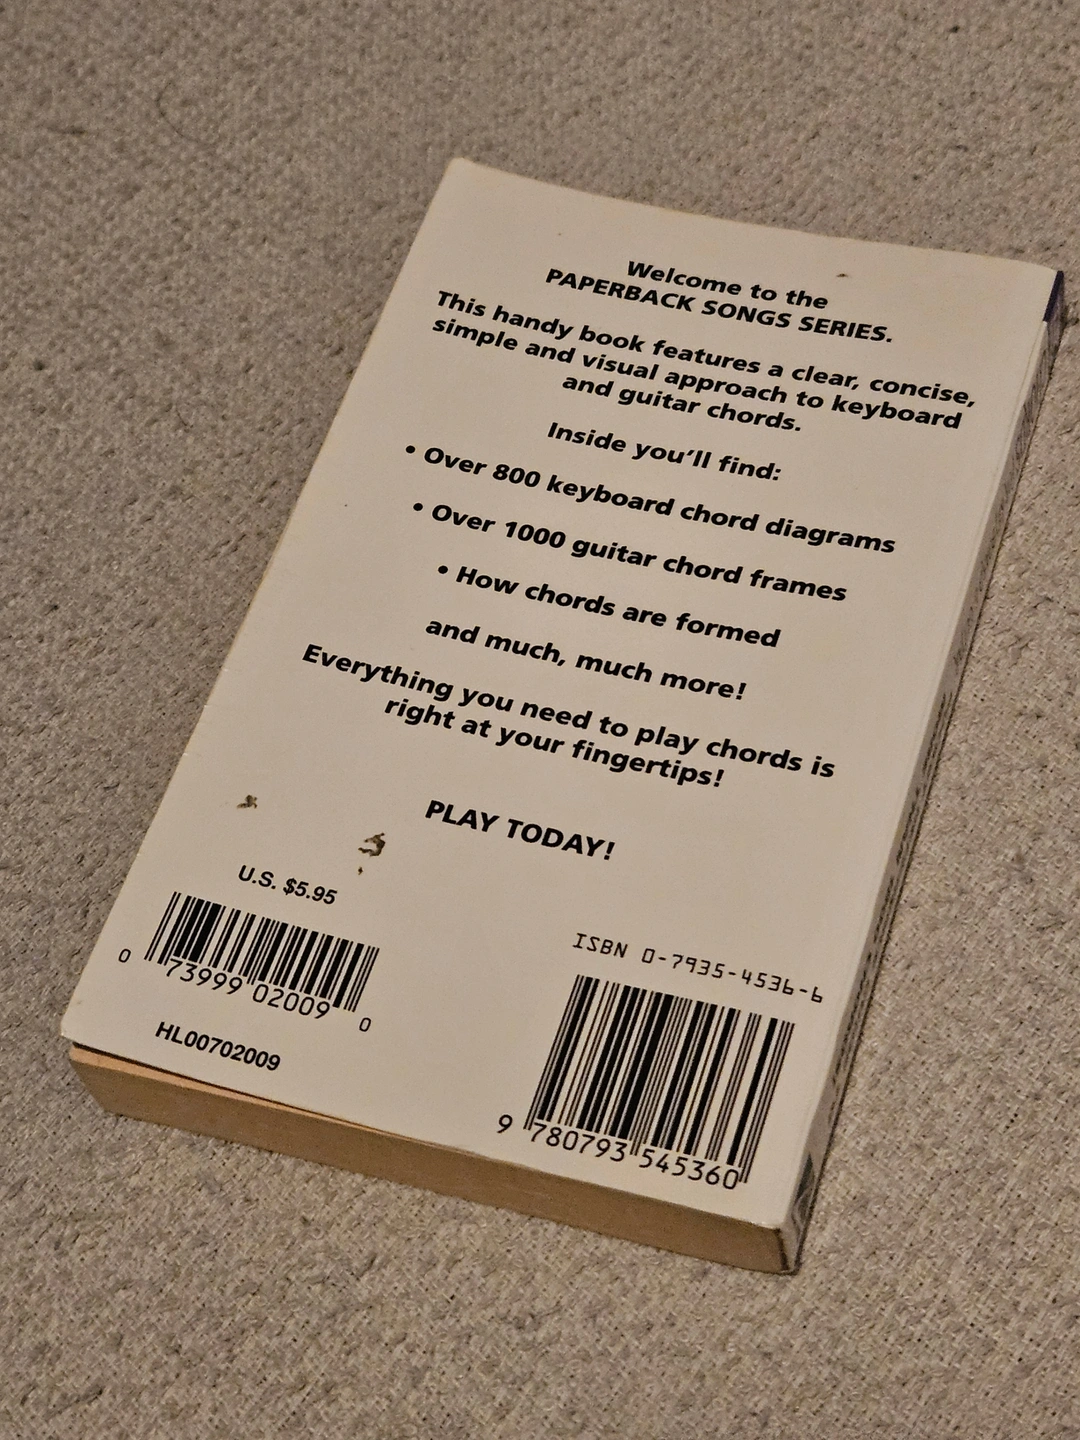 Welcome to the
PAPERBACK SONGS SERIES.
This handy book features a clear, concise,
simple and visual approach to keyboard
and guitar chords.
Inside you'll find:
• Over 800 keyboard chord diagrams
• Over 1000 guitar chord frames
• How chords are formed
and much, much more!
Everything you need to play chords is
right at your fingertips!
PLAY TODAY!
U.S. $5.95
0 73999 02009 0
HL00702009
ISBN 0-7935-4536-6
9 780793 545360